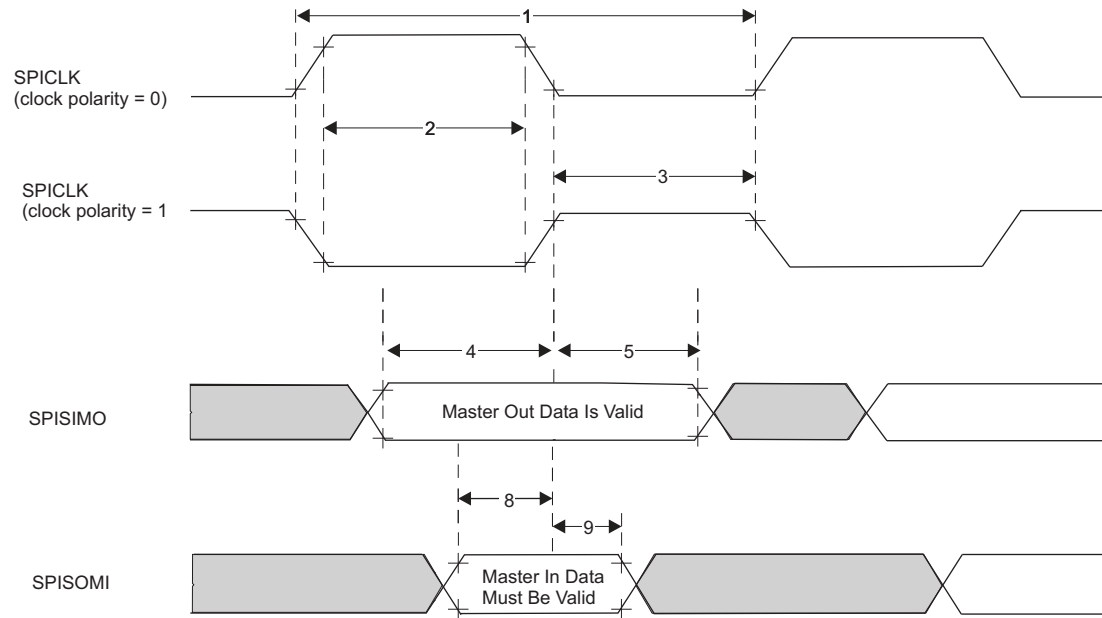 1
SPICLK
(clock polarity = 0)
2
3
SPICLK
(clock polarity = 1
4
5
SPISIMO
Master Out Data Is Valid
8
9
SPISOMI
Master In Data
Must Be Valid